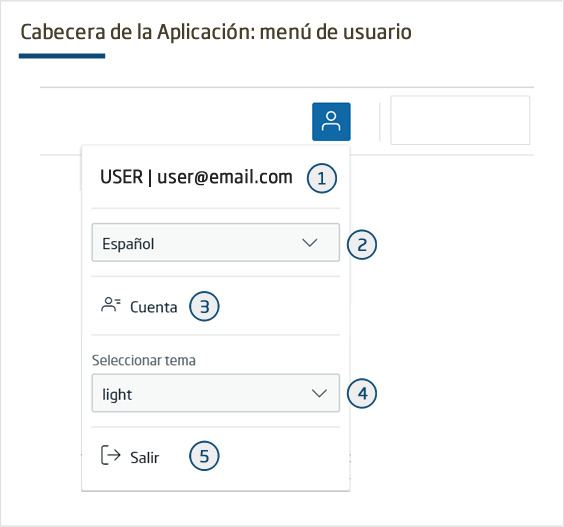 Cabecera de la Aplicación: menú de usuario
USER | user@email.com 1
Español 2
Cuenta 3
Seleccionar tema
light 4
Salir 5